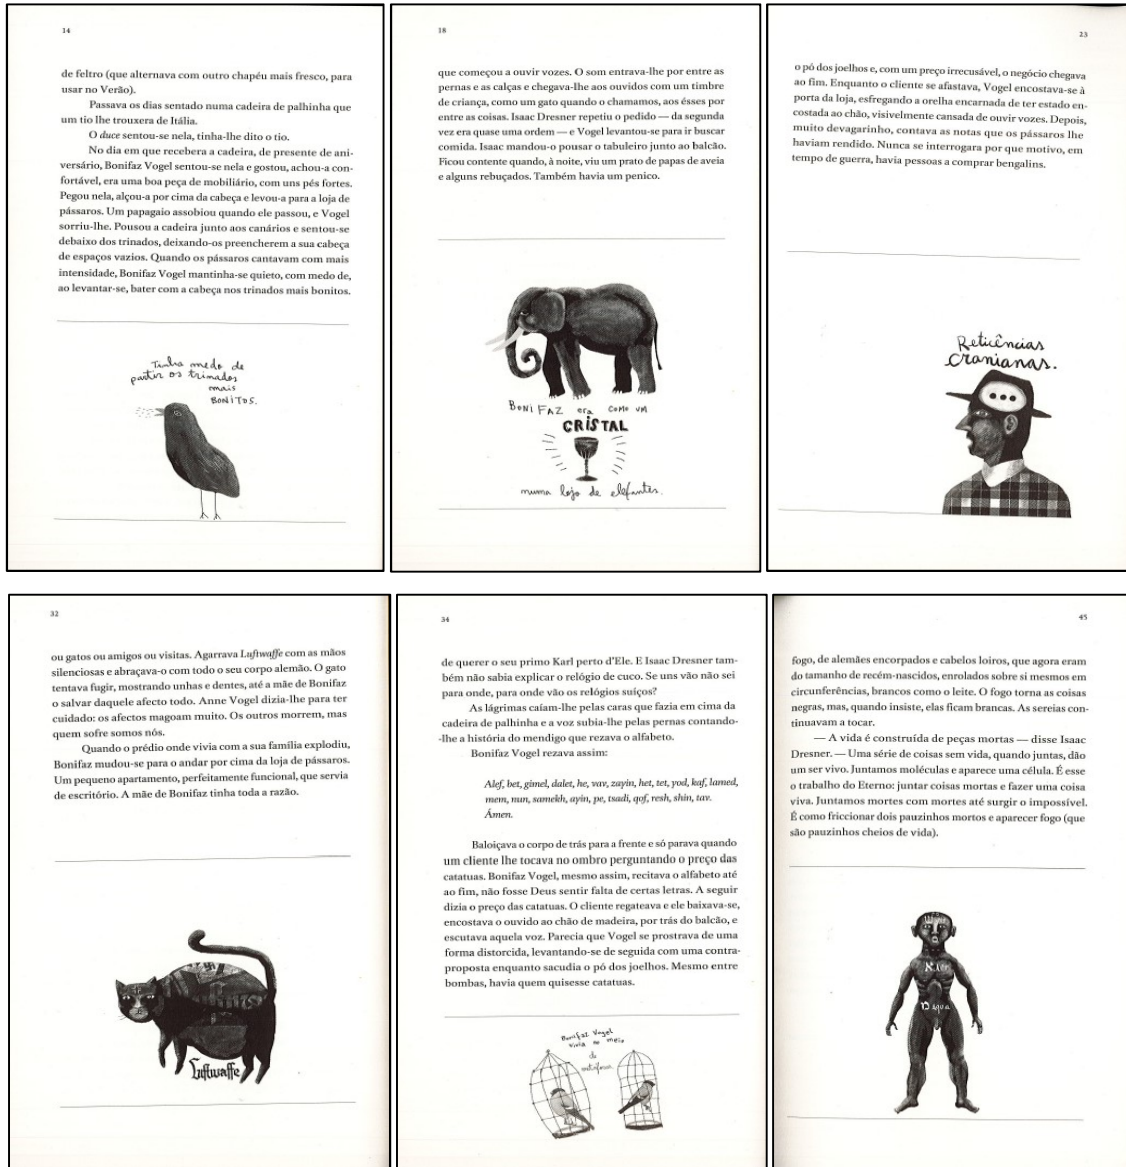 14
de feltro (que alternava com outro chapéu mais fresco, para
usar no Verão).
Passava os dias sentado numa cadeira de palhinha que
um tio lhe trouxera de Itália.
O duce sentou-se nela, tinha-lhe dito o tio.
No dia em que recebera a cadeira, de presente de ani-
versário, Bonifaz Vogel sentou-se nela e gostou, achou-a con-
fortável, era uma boa peça de mobiliário, com uns pés fortes.
Pegou nela, alçou-a por cima da cabeça e levou-a para a loja de
pássaros. Um papagaio assobiou quando ele passou, e Vogel
sorriu-lhe. Pousou a cadeira junto aos canários e sentou-se
debaixo dos trinados, deixando-os preencherem a sua cabeça
de espaços vazios. Quando os pássaros cantavam com mais
intensidade, Bonifaz Vogel mantinha-se quieto, com medo de,
ao levantar-se, bater com a cabeça nos trinados mais bonitos.
Tinha medo de
partir os trinados
mais
BONITOS.
18
que começou a ouvir vozes. O som entrava-lhe por entre as
pernas e as calças e chegava-lhe aos ouvidos com um timbre
de criança, como um gato quando o chamamos, aos ésses por
entre as coisas. Isaac Dresner repetiu o pedido — da segunda
vez era quase uma ordem — e Vogel levantou-se para ir buscar
comida. Isaac mandou-o pousar o tabuleiro junto ao balcão.
Ficou contente quando, à noite, viu um prato de papas de aveia
e alguns rebuçados. Também havia um penico.
BONIFAZ era como um
CRISTAL
numa loja de elefantes.
23
o pó dos joelhos e, com um preço irrecusável, o negócio chegava
ao fim. Enquanto o cliente se afastava, Vogel encostava-se à
porta da loja, esfregando a orelha encarnada de ter estado en-
costada ao chão, visivelmente cansada de ouvir vozes. Depois,
muito devagarinho, contava as notas que os pássaros lhe
haviam rendido. Nunca se interrogara por que motivo, em
tempo de guerra, havia pessoas a comprar bengalins.
Reticências
cranianas.
32
ou gatos ou amigos ou visitas. Agarrava Luftwaffe com as mãos
silenciosas e abraçava-o com todo o seu corpo alemão. O gato
tentava fugir, mostrando unhas e dentes, até a mãe de Bonifaz
o salvar daquele afecto todo. Anne Vogel dizia-lhe para ter
cuidado: os afectos magoam muito. Os outros morrem, mas
quem sofre somos nós.
Quando o prédio onde vivia com a sua família explodiu,
Bonifaz mudou-se para o andar por cima da loja de pássaros.
Um pequeno apartamento, perfeitamente funcional, que servia
de escritório. A mãe de Bonifaz tinha toda a razão.
Luftwaffe
34
de querer o seu primo Karl perto d'Ele. E Isaac Dresner tam-
bém não sabia explicar o relógio de cuco. Se uns vão não sei
para onde, para onde vão os relógios suíços?
As lágrimas caíam-lhe pelas caras que fazia em cima da
cadeira de palhinha e a voz subia-lhe pelas pernas contando-
-lhe a história do mendigo que rezava o alfabeto.
Bonifaz Vogel rezava assim:
Alef, bet, gimel, dalet, he, vav, zayin, het, tet, yod, kaf, lamed,
mem, nun, samekh, ayin, pe, tsadi, qof, resh, shin, tav.
Ámen.
Baloiçava o corpo de trás para a frente e só parava quando
um cliente lhe tocava no ombro perguntando o preço das
catatuas. Bonifaz Vogel, mesmo assim, recitava o alfabeto até
ao fim, não fosse Deus sentir falta de certas letras. A seguir
dizia o preço das catatuas. O cliente regateava e ele baixava-se,
encostava o ouvido ao chão de madeira, por trás do balcão, e
escutava aquela voz. Parecia que Vogel se prostrava de uma
forma distorcida, levantando-se de seguida com uma contra-
proposta enquanto sacudia o pó dos joelhos. Mesmo entre
bombas, havia quem quisesse catatuas.
Bonifaz Vogel
vivia no meio
de
45
fogo, de alemães encorpados e cabelos loiros, que agora eram
do tamanho de recém-nascidos, enrolados sobre si mesmos em
circunferências, brancos como o leite. O fogo torna as coisas
negras, mas, quando insiste, elas ficam brancas. As sereias con-
tinuavam a tocar.
— A vida é construída de peças mortas — disse Isaac
Dresner. — Uma série de coisas sem vida, quando juntas, dão
um ser vivo. Juntamos moléculas e aparece uma célula. É esse
o trabalho do Eterno: juntar coisas mortas e fazer uma coisa
viva. Juntamos mortes com mortes até surgir o impossível.
É como friccionar dois pauzinhos mortos e aparecer fogo (que
são pauzinhos cheios de vida).